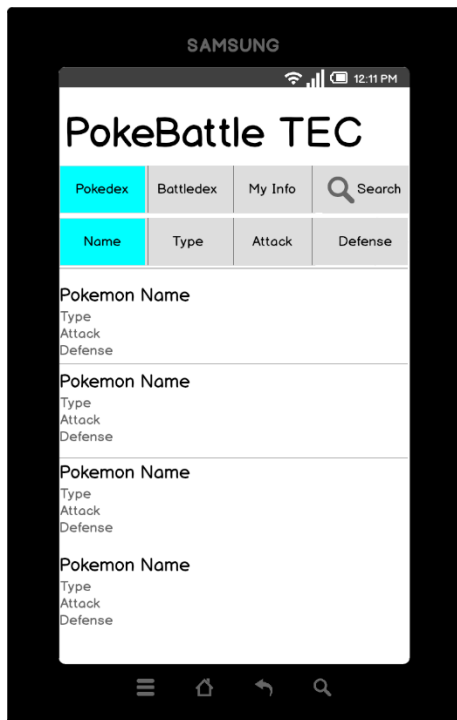 SAMSUNG
12:11 PM
PokeBattle TEC
Pokedex Battledex My Info Search
Name Type Attack Defense
Pokemon Name
Type
Attack
Defense
Pokemon Name
Type
Attack
Defense
Pokemon Name
Type
Attack
Defense
Pokemon Name
Type
Attack
Defense